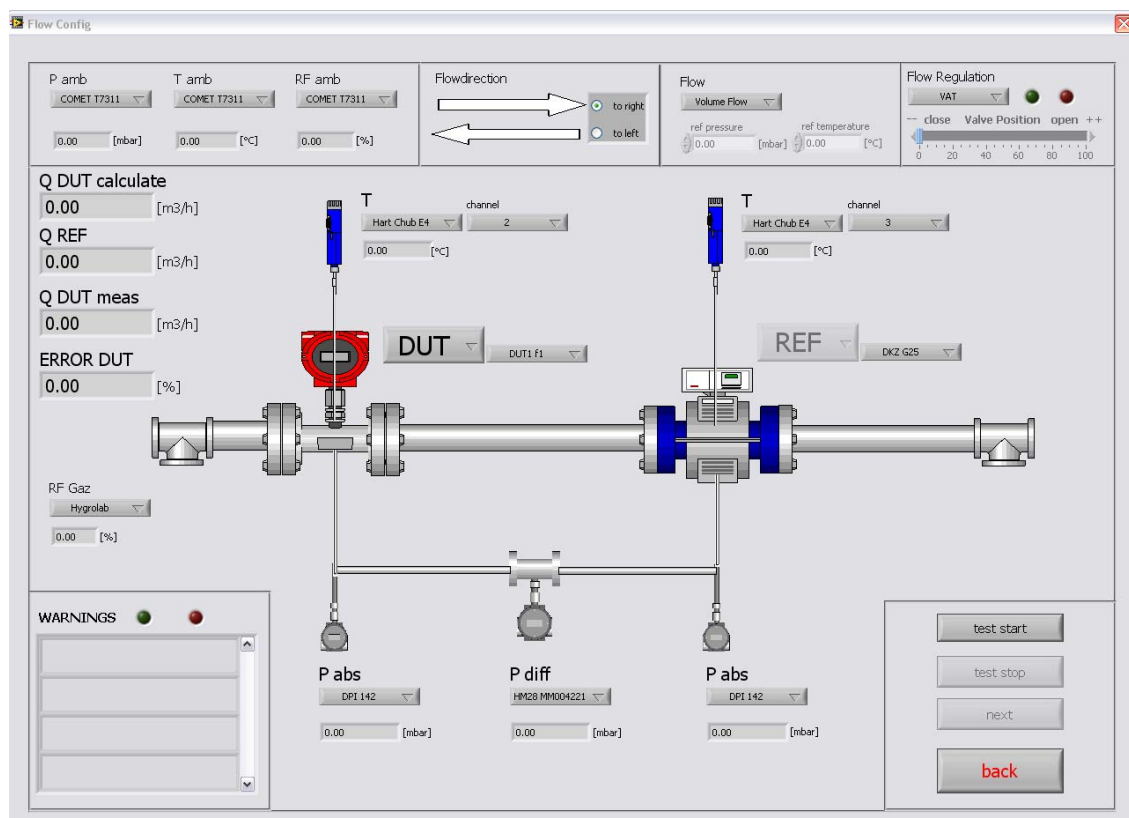 Flow Config
P amb T amb RF amb
COMET T7311 COMET T7311 COMET T7311
0.00 [mbar] 0.00 [°C] 0.00 [%]
Flowdirection
to right
to left
Flow
Volume Flow
ref pressure ref temperature
0.00 [mbar] 0.00 [°C]
Flow Regulation
VAT
-- close Valve Position open ++
0 20 40 60 80 100
Q DUT calculate
0.00 [m3/h]
Q REF
0.00 [m3/h]
Q DUT meas
0.00 [m3/h]
ERROR DUT
0.00 [%]
T channel
Hart Chub E4 2
0.00 [°C]
T channel
Hart Chub E4 3
0.00 [°C]
DUT DUT1 f1
REF DKZ G25
RF Gaz
Hygrolab
0.00 [%]
WARNINGS
P abs
DPI 142
0.00 [mbar]
P diff
HM28 MM004221
0.00 [mbar]
P abs
DPI 142
0.00 [mbar]
test start
test stop
next
back